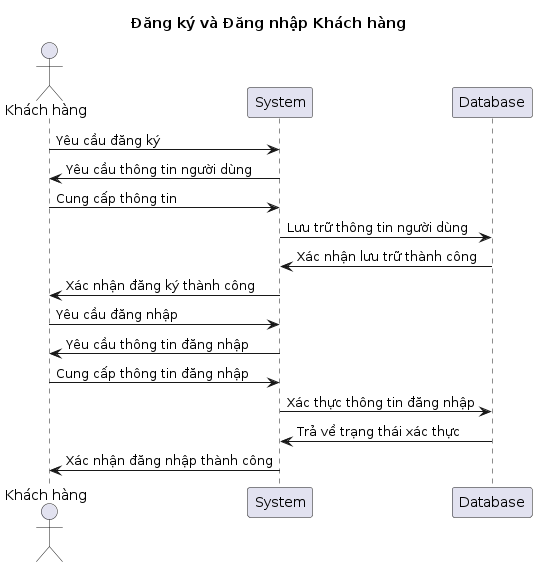 Đăng ký và Đăng nhập Khách hàng
Khách hàng
System
Database
Yêu cầu đăng ký
Yêu cầu thông tin người dùng
Cung cấp thông tin
Lưu trữ thông tin người dùng
Xác nhận lưu trữ thành công
Xác nhận đăng ký thành công
Yêu cầu đăng nhập
Yêu cầu thông tin đăng nhập
Cung cấp thông tin đăng nhập
Xác thực thông tin đăng nhập
Trả về trạng thái xác thực
Xác nhận đăng nhập thành công
Khách hàng
System
Database